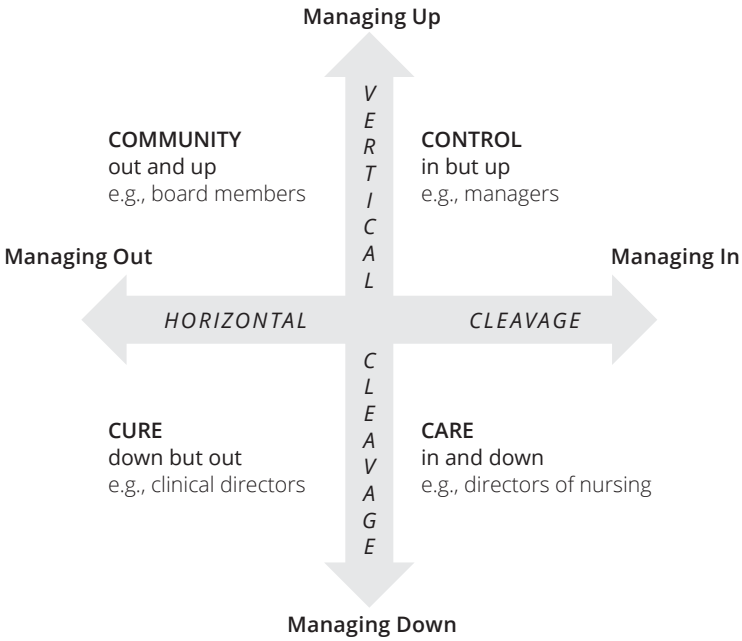 Managing Up
COMMUNITY
out and up
e.g., board members
VERTICAL
CONTROL
in but up
e.g., managers
Managing Out
Managing In
HORIZONTAL
CLEAVAGE
CURE
down but out
e.g., clinical directors
CLEAVAGE
CARE
in and down
e.g., directors of nursing
Managing Down